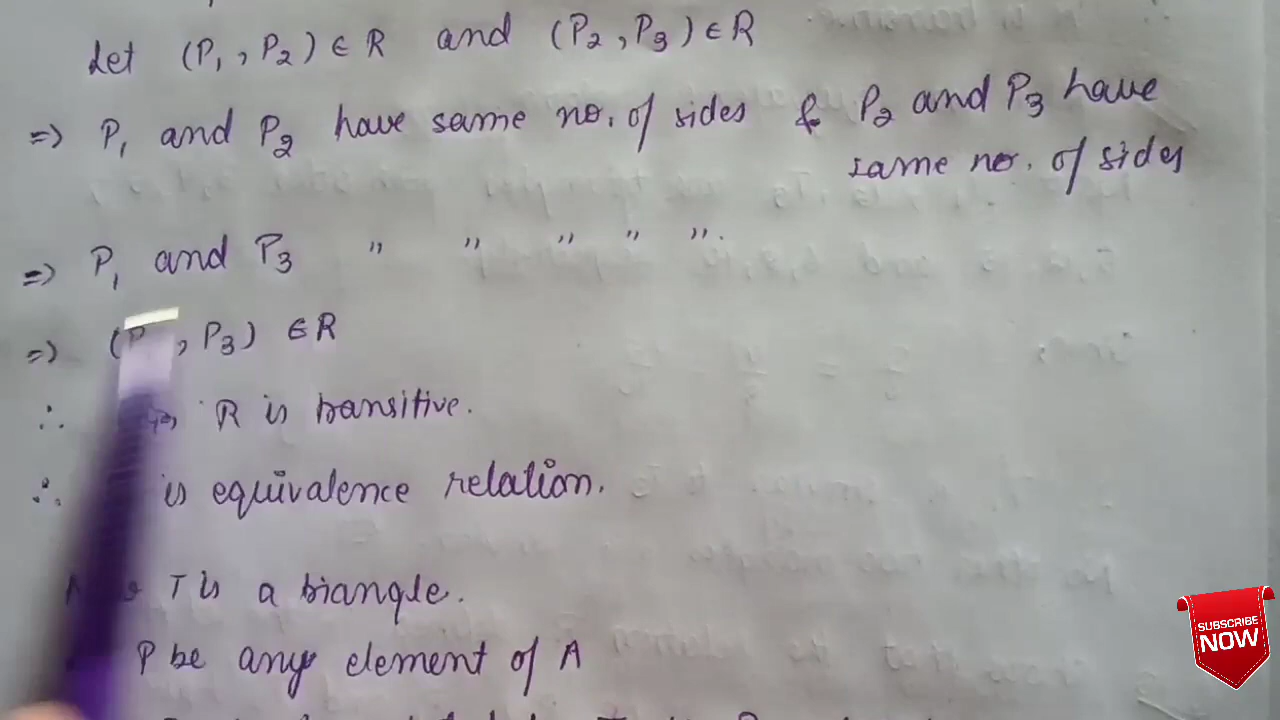 Let (P₁, P₂) ∈ R and (P₂, P₃) ∈ R
=> P₁ and P₂ have same no. of sides & P₂ and P₃ have
same no. of sides
=> P₁ and P₃ " " " " ".
=> ( , P₃) ∈ R
∴ R is transitive.
∴ is equivalence relation.
T is a triangle.
P be any element of A
SUBSCRIBE
NOW